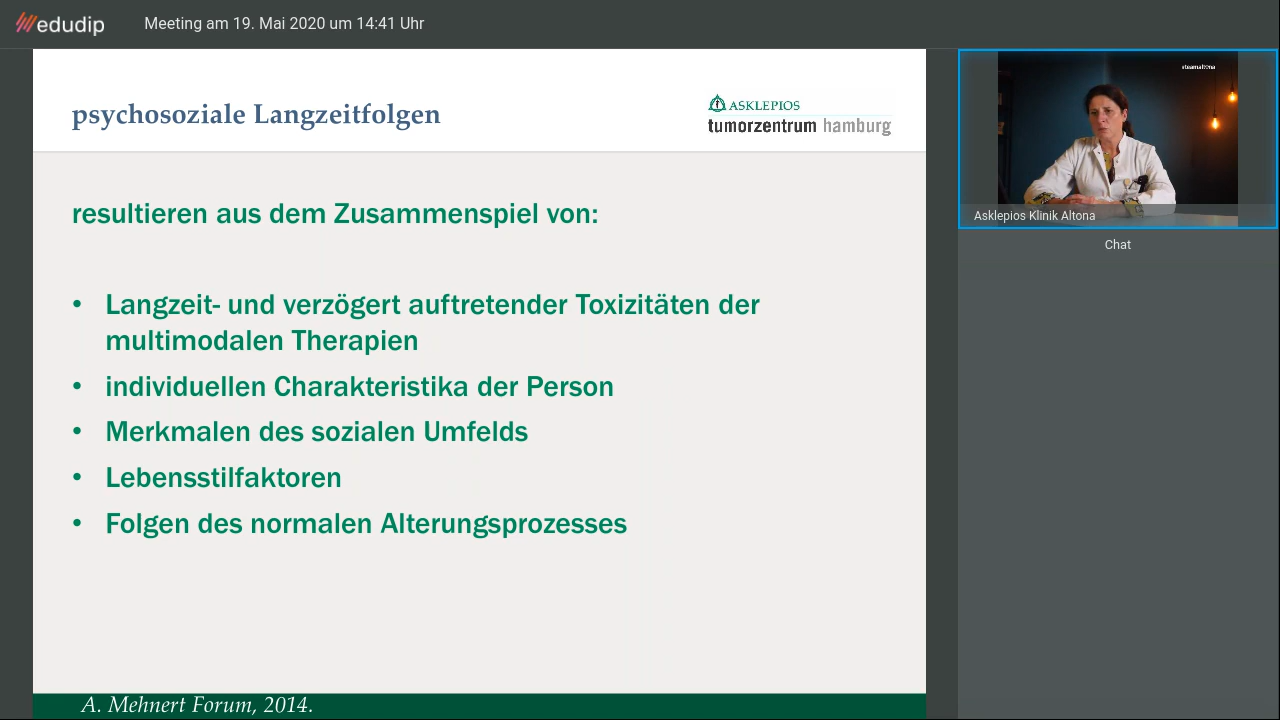 edudip
Meeting am 19. Mai 2020 um 14:41 Uhr
psychosoziale Langzeitfolgen
ASKLEPIOS
tumorzentrum hamburg
resultieren aus dem Zusammenspiel von:
• Langzeit- und verzögert auftretender Toxizitäten der
multimodalen Therapien
• individuellen Charakteristika der Person
• Merkmalen des sozialen Umfelds
• Lebensstilfaktoren
• Folgen des normalen Alterungsprozesses
A. Mehnert Forum, 2014.
#teamaltona
Asklepios Klinik Altona
Chat